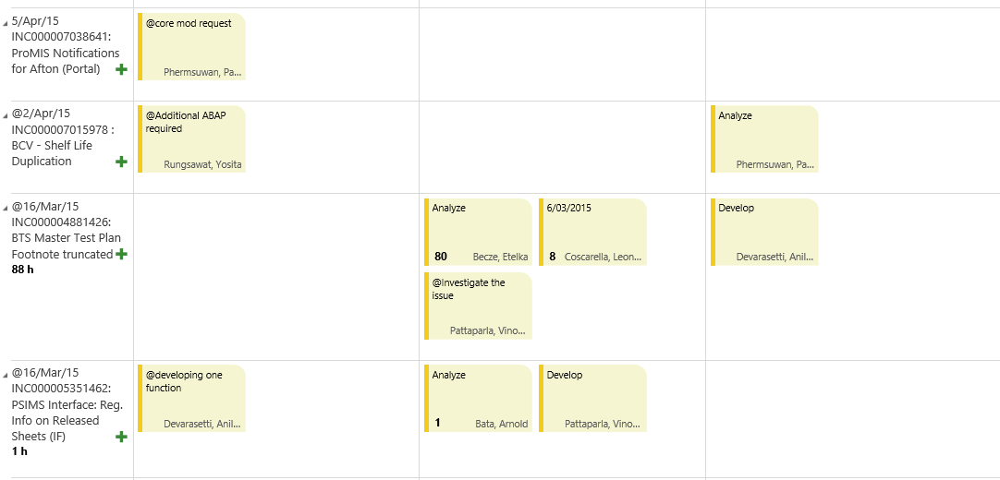 5/Apr/15
INC000007038641:
ProMIS Notifications
for Afton (Portal)
@core mod request
Phermsuwan, Pa...
@2/Apr/15
INC000007015978 :
BCV - Shelf Life
Duplication
@Additional ABAP
required
Rungsawat, Yosita
Analyze
Phermsuwan, Pa...
@16/Mar/15
INC000004881426:
BTS Master Test Plan
Footnote truncated
88 h
Analyze
80 Becze, Etelka
6/03/2015
8 Coscarella, Leon...
@Investigate the
issue
Pattaparla, Vino...
Develop
Devarasetti, Anil...
@16/Mar/15
INC000005351462:
PSIMS Interface: Reg.
Info on Released
Sheets (IF)
1 h
@developing one
function
Devarasetti, Anil...
Analyze
1 Bata, Arnold
Develop
Pattaparla, Vino...